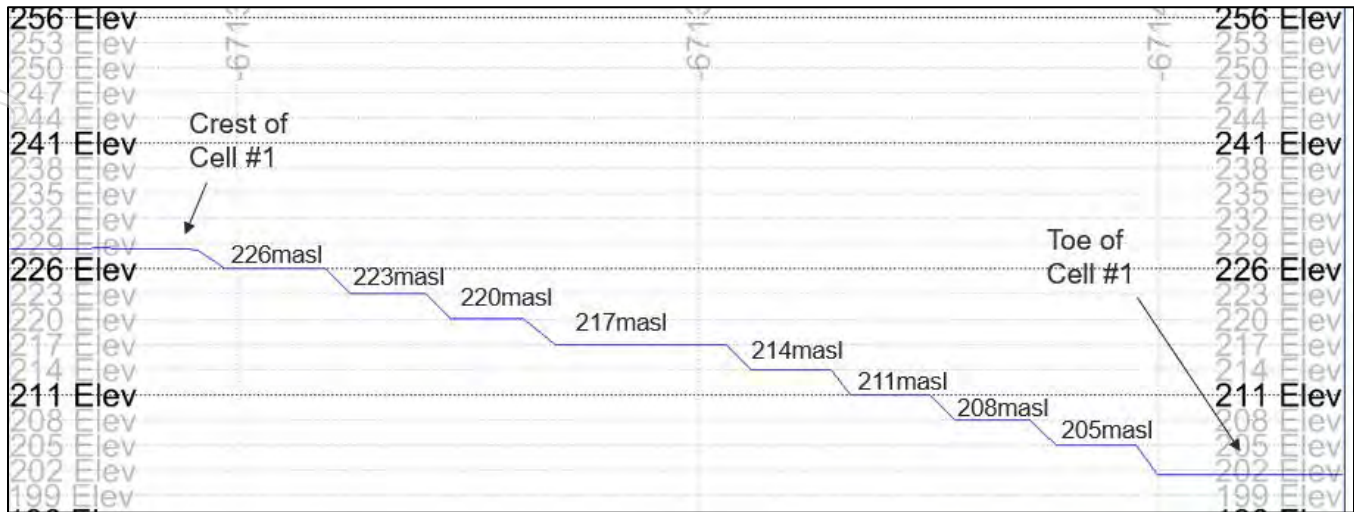 256 Elev
253 Elev
250 Elev
247 Elev
244 Elev
241 Elev
238 Elev
235 Elev
232 Elev
229 Elev
226 Elev
223 Elev
220 Elev
217 Elev
214 Elev
211 Elev
208 Elev
205 Elev
202 Elev
199 Elev
-6713
-6713
-6714
Crest of
Cell #1
226masl
223masl
220masl
217masl
214masl
211masl
208masl
205masl
Toe of
Cell #1
256 Elev
253 Elev
250 Elev
247 Elev
244 Elev
241 Elev
238 Elev
235 Elev
232 Elev
229 Elev
226 Elev
223 Elev
220 Elev
217 Elev
214 Elev
211 Elev
208 Elev
205 Elev
202 Elev
199 Elev